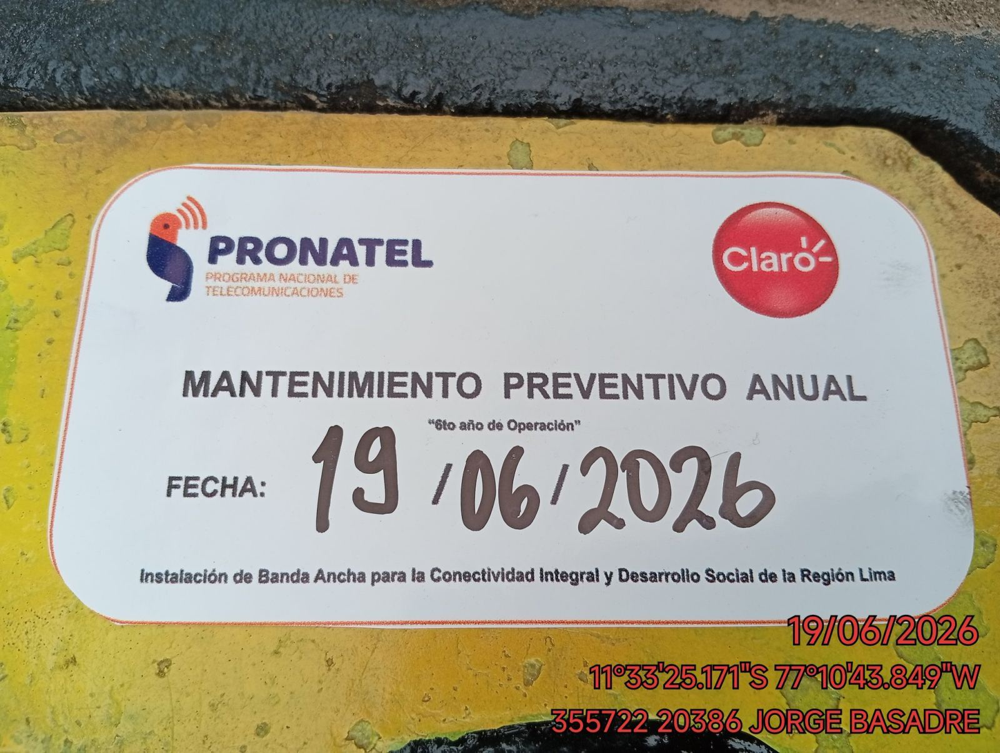 PRONATEL
PROGRAMA NACIONAL DE
TELECOMUNICACIONES
Claro
MANTENIMIENTO PREVENTIVO ANUAL
"6to año de Operación"
FECHA: 19/06/2026
Instalación de Banda Ancha para la Conectividad Integral y Desarrollo Social de la Región Lima
19/06/2026
11°33'25.171"S 77°10'43.849"W
355722 20386 JORGE BASADRE